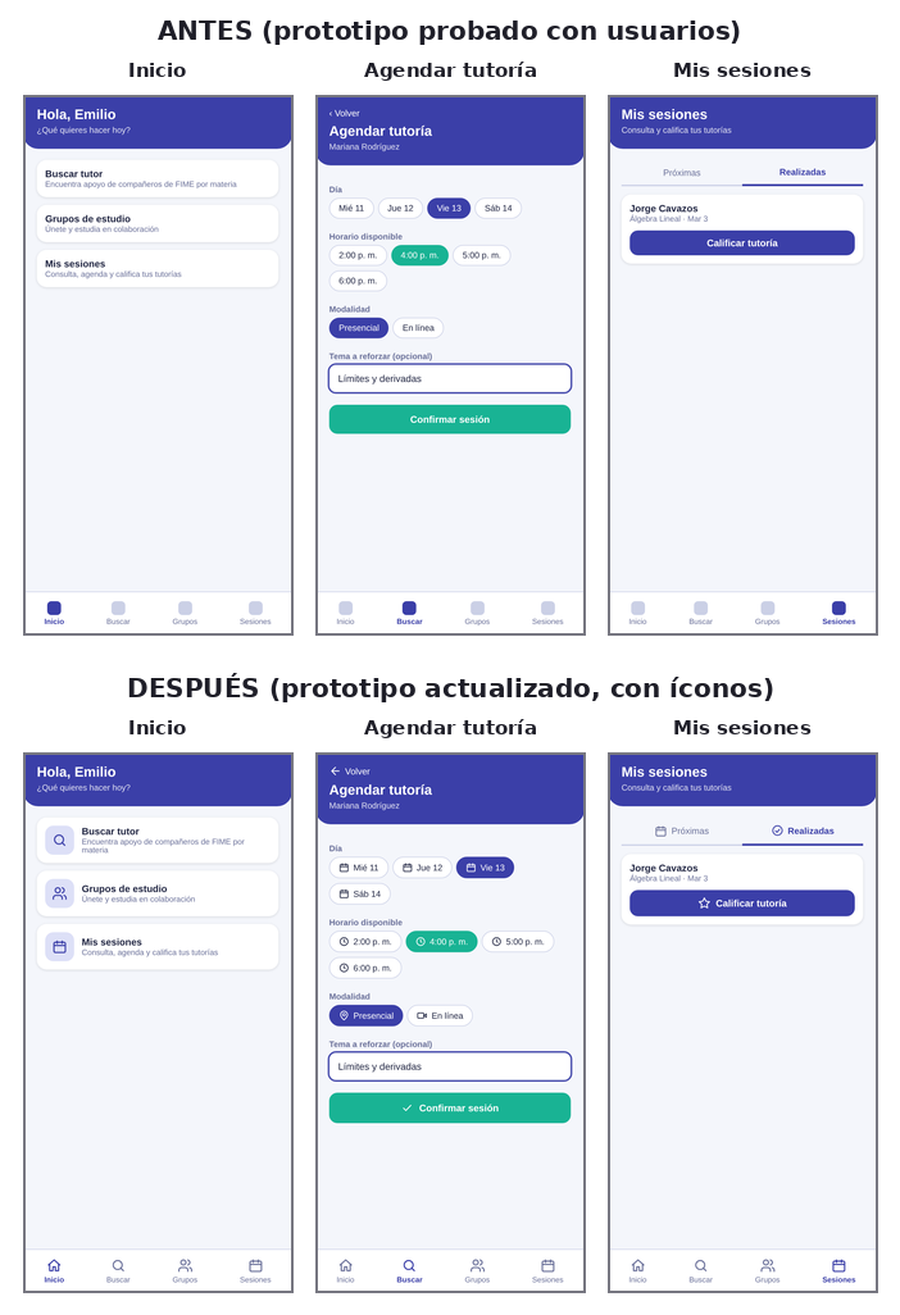 ANTES (prototipo probado con usuarios)
Inicio
Hola, Emilio
¿Qué quieres hacer hoy?
Buscar tutor
Encuentra apoyo de compañeros de FIME por materia
Grupos de estudio
Únete y estudia en colaboración
Mis sesiones
Consulta, agenda y califica tus tutorías
Inicio Buscar Grupos Sesiones
Agendar tutoría
‹ Volver
Agendar tutoría
Mariana Rodríguez
Día
Mié 11 Jue 12 Vie 13 Sáb 14
Horario disponible
2:00 p. m. 4:00 p. m. 5:00 p. m.
6:00 p. m.
Modalidad
Presencial En línea
Tema a reforzar (opcional)
Límites y derivadas
Confirmar sesión
Inicio Buscar Grupos Sesiones
Mis sesiones
Mis sesiones
Consulta y califica tus tutorías
Próximas Realizadas
Jorge Cavazos
Álgebra Lineal · Mar 3
Calificar tutoría
Inicio Buscar Grupos Sesiones
DESPUÉS (prototipo actualizado, con íconos)
Inicio
Hola, Emilio
¿Qué quieres hacer hoy?
Buscar tutor
Encuentra apoyo de compañeros de FIME por
materia
Grupos de estudio
Únete y estudia en colaboración
Mis sesiones
Consulta, agenda y califica tus tutorías
Inicio Buscar Grupos Sesiones
Agendar tutoría
Volver
Agendar tutoría
Mariana Rodríguez
Día
Mié 11 Jue 12 Vie 13
Sáb 14
Horario disponible
2:00 p. m. 4:00 p. m. 5:00 p. m.
6:00 p. m.
Modalidad
Presencial En línea
Tema a reforzar (opcional)
Límites y derivadas
Confirmar sesión
Inicio Buscar Grupos Sesiones
Mis sesiones
Mis sesiones
Consulta y califica tus tutorías
Próximas Realizadas
Jorge Cavazos
Álgebra Lineal · Mar 3
Calificar tutoría
Inicio Buscar Grupos Sesiones